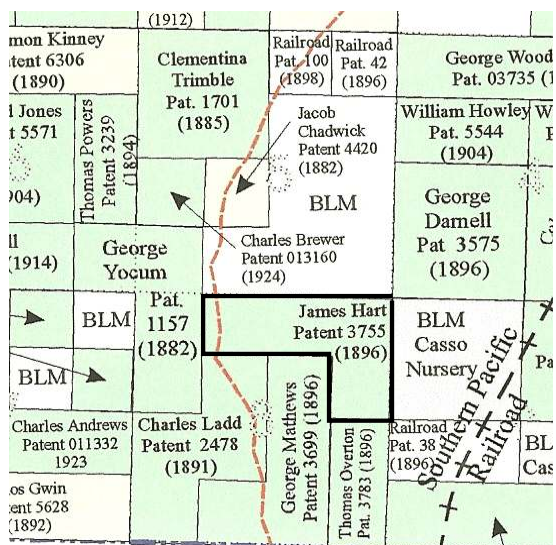 (1912)
mon Kinney
tent 6306
(1890)
Clementina
Trimble
Pat. 1701
(1885)
Railroad
Pat. 100
(1898)
Railroad
Pat. 42
(1896)
George Wood
Pat. 03735 (1
l Jones
t 5571
904)
Thomas Powers
Patent 3239
(1894)
Jacob
Chadwick
Patent 4420
(1882)
William Howley
Pat. 5544
(1904)
W
P
BLM
George
Darnell
Pat 3575
(1896)
Charles Brewer
Patent 013160
(1924)
ll
(1914)
George
Yocum
Pat.
1157
(1882)
BLM
BLM
James Hart
Patent 3755
(1896)
BLM
Casso
Nursery
Southern Pacific
Railroad
Pa
Charles Andrews
Patent 011332
1923
Charles Ladd
Patent 2478
(1891)
George Mathews
Patent 3699 (1896)
Thomas Overton
Pat. 3783 (1896)
Railroad
Pat. 38
(1896)
BL
Cas
os Gwin
ent 5628
(1892)